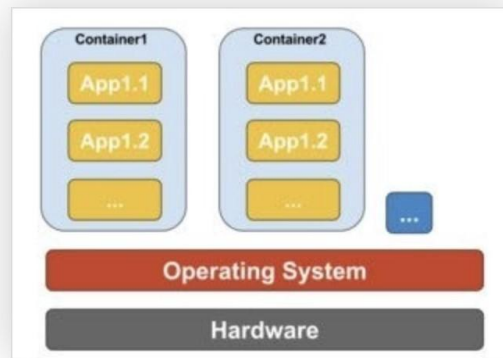 Container1
App1.1
App1.2
...
Container2
App1.1
App1.2
...
...
Operating System
Hardware